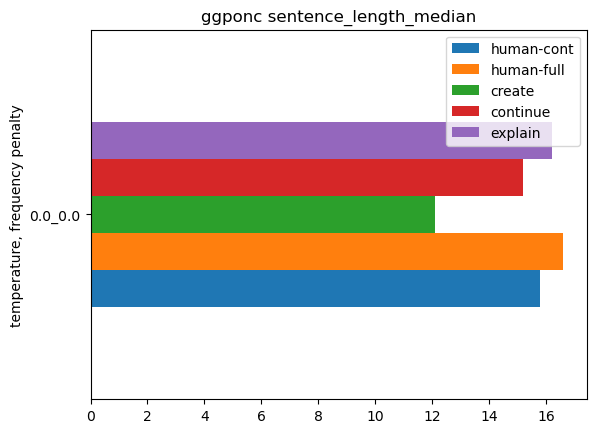 ggponc sentence_length_median
human-cont
human-full
create
continue
explain
temperature, frequency penalty
0.0_0.0
0 2 4 6 8 10 12 14 16